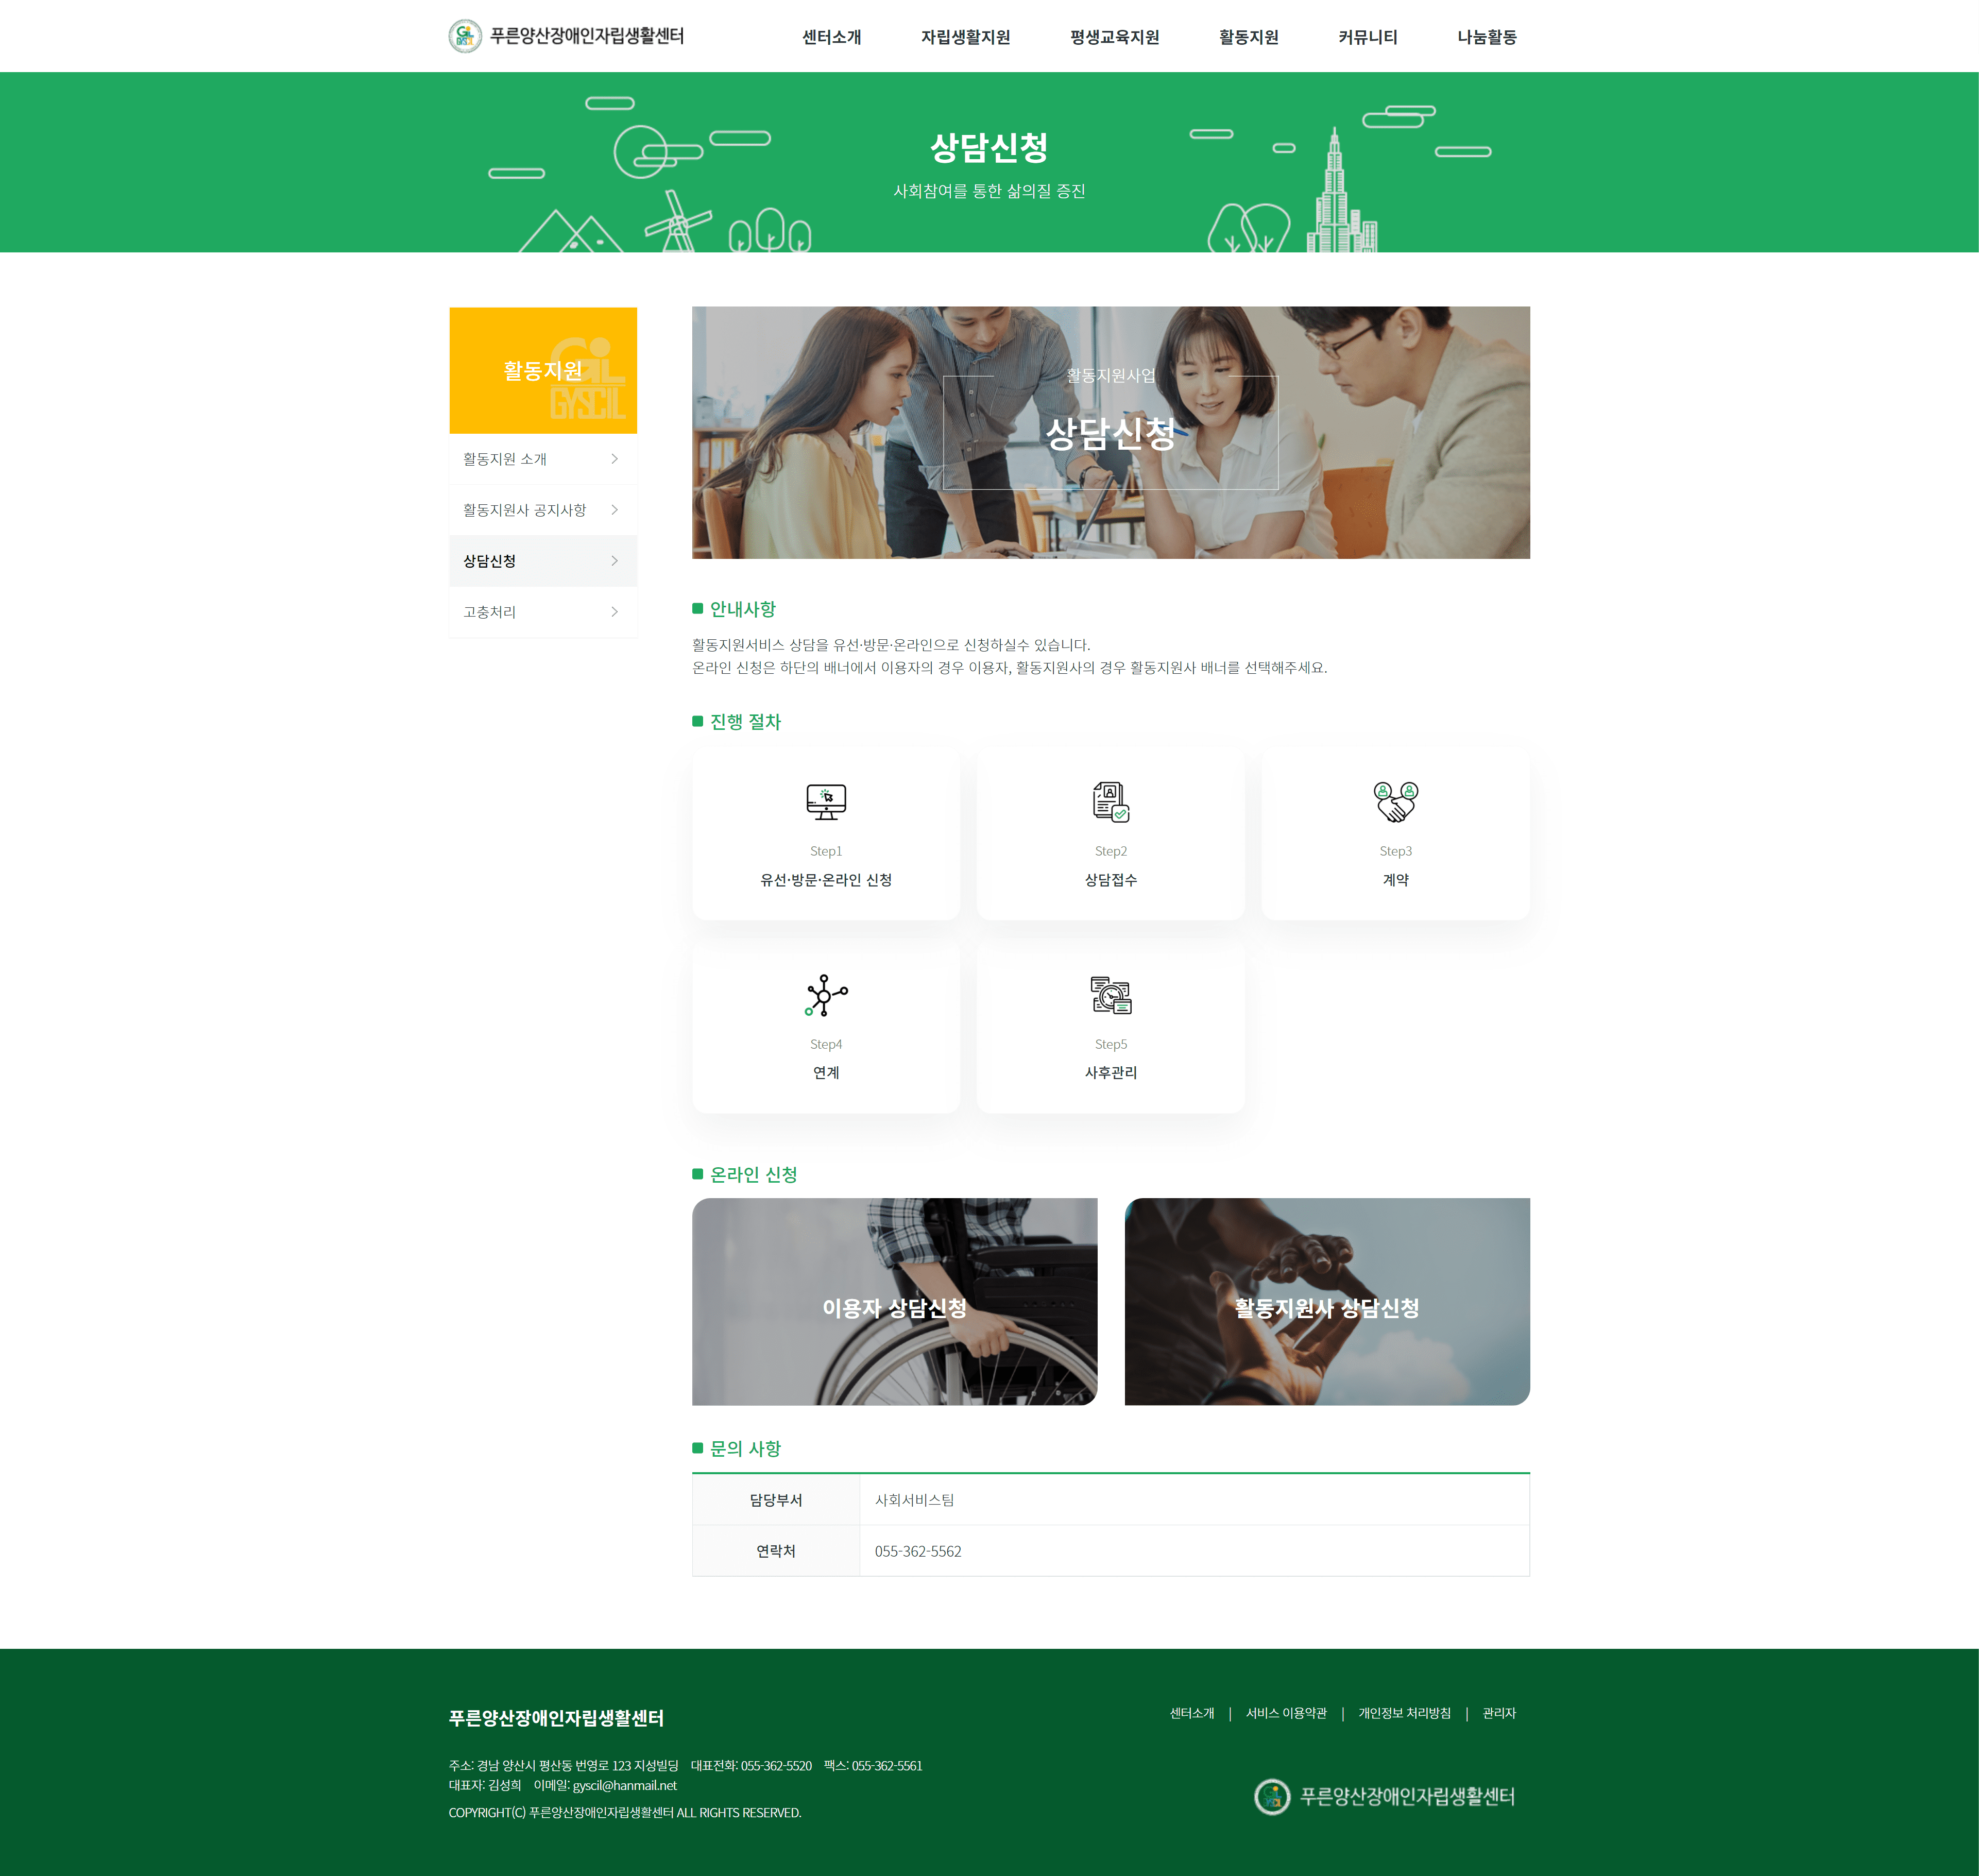 푸른양산장애인자립생활센터
센터소개 자립생활지원 평생교육지원 활동지원 커뮤니티 나눔활동
상담신청
사회참여를 통한 삶의질 증진
활동지원
GYSCIL
활동지원 소개
활동지원사 공지사항
상담신청
고충처리
활동지원사업
상담신청
안내사항
활동지원서비스 상담을 유선·방문·온라인으로 신청하실수 있습니다.
온라인 신청은 하단의 배너에서 이용자의 경우 이용자, 활동지원사의 경우 활동지원사 배너를 선택해주세요.
진행 절차
Step1
유선·방문·온라인 신청
Step2
상담접수
Step3
계약
Step4
연계
Step5
사후관리
온라인 신청
이용자 상담신청
활동지원사 상담신청
문의 사항
담당부서 사회서비스팀
연락처 055-362-5562
푸른양산장애인자립생활센터
센터소개 | 서비스 이용약관 | 개인정보 처리방침 | 관리자
주소: 경남 양산시 평산동 번영로 123 지성빌딩 대표전화: 055-362-5520 팩스: 055-362-5561
대표자: 김성희 이메일: gyscil@hanmail.net
COPYRIGHT(C) 푸른양산장애인자립생활센터 ALL RIGHTS RESERVED.
푸른양산장애인자립생활센터